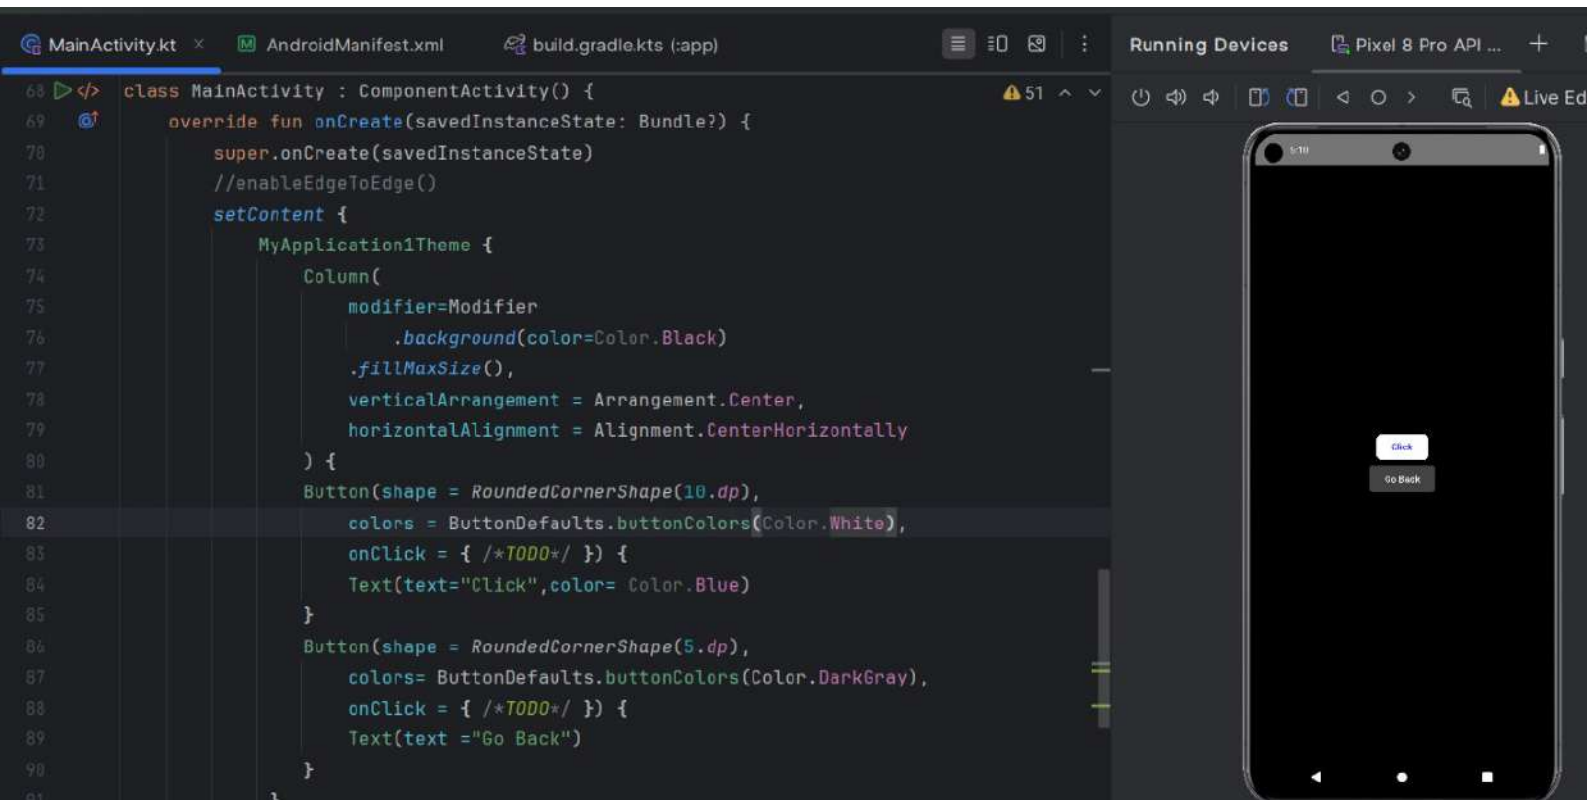 MainActivity.kt
AndroidManifest.xml
build.gradle.kts (:app)
Running Devices
Pixel 8 Pro API ...
68 class MainActivity : ComponentActivity() {
51
Live Ed
69 override fun onCreate(savedInstanceState: Bundle?) {
70 super.onCreate(savedInstanceState)
71 //enableEdgeToEdge()
72 setContent {
73 MyApplication1Theme {
74 Column(
75 modifier=Modifier
76 .background(color=Color.Black)
77 .fillMaxSize(),
78 verticalArrangement = Arrangement.Center,
79 horizontalAlignment = Alignment.CenterHorizontally
80 ) {
81 Button(shape = RoundedCornerShape(10.dp),
82 colors = ButtonDefaults.buttonColors(Color.White),
83 onClick = { /*TODO*/ }) {
84 Text(text="Click",color= Color.Blue)
85 }
86 Button(shape = RoundedCornerShape(5.dp),
87 colors= ButtonDefaults.buttonColors(Color.DarkGray),
88 onClick = { /*TODO*/ }) {
89 Text(text ="Go Back")
90 }
91 }
5:10
Click
Go Back